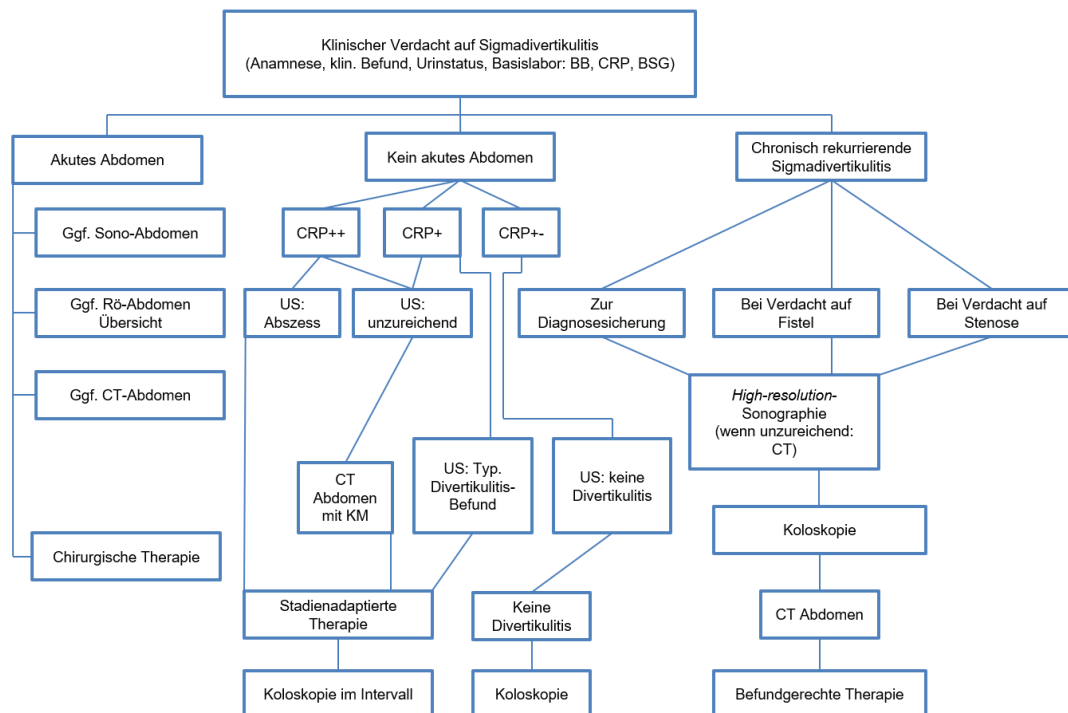 Klinischer Verdacht auf Sigmadivertikulitis
(Anamnese, klin. Befund, Urinstatus, Basislabor: BB, CRP, BSG)
Akutes Abdomen
Kein akutes Abdomen
Chronisch rekurrierende
Sigmadivertikulitis
Ggf. Sono-Abdomen
CRP++
CRP+
CRP+-
Ggf. Rö-Abdomen
Übersicht
US:
Abszess
US:
unzureichend
Zur
Diagnosesicherung
Bei Verdacht auf
Fistel
Bei Verdacht auf
Stenose
Ggf. CT-Abdomen
High-resolution-
Sonographie
(wenn unzureichend:
CT)
CT
Abdomen
mit KM
US: Typ.
Divertikulitis-
Befund
US: keine
Divertikulitis
Koloskopie
Chirurgische Therapie
Stadienadaptierte
Therapie
Keine
Divertikulitis
CT Abdomen
Koloskopie im Intervall
Koloskopie
Befundgerechte Therapie